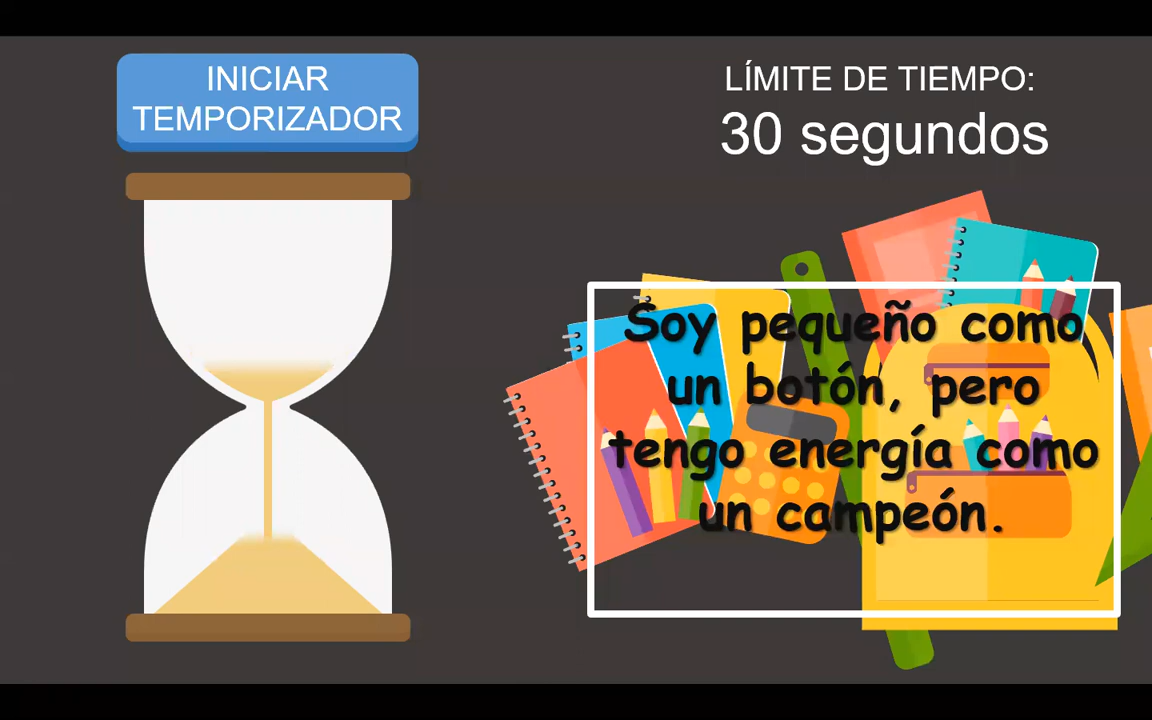 INICIAR
TEMPORIZADOR
LÍMITE DE TIEMPO:
30 segundos
Soy pequeño como
un botón, pero
tengo energía como
un campeón.